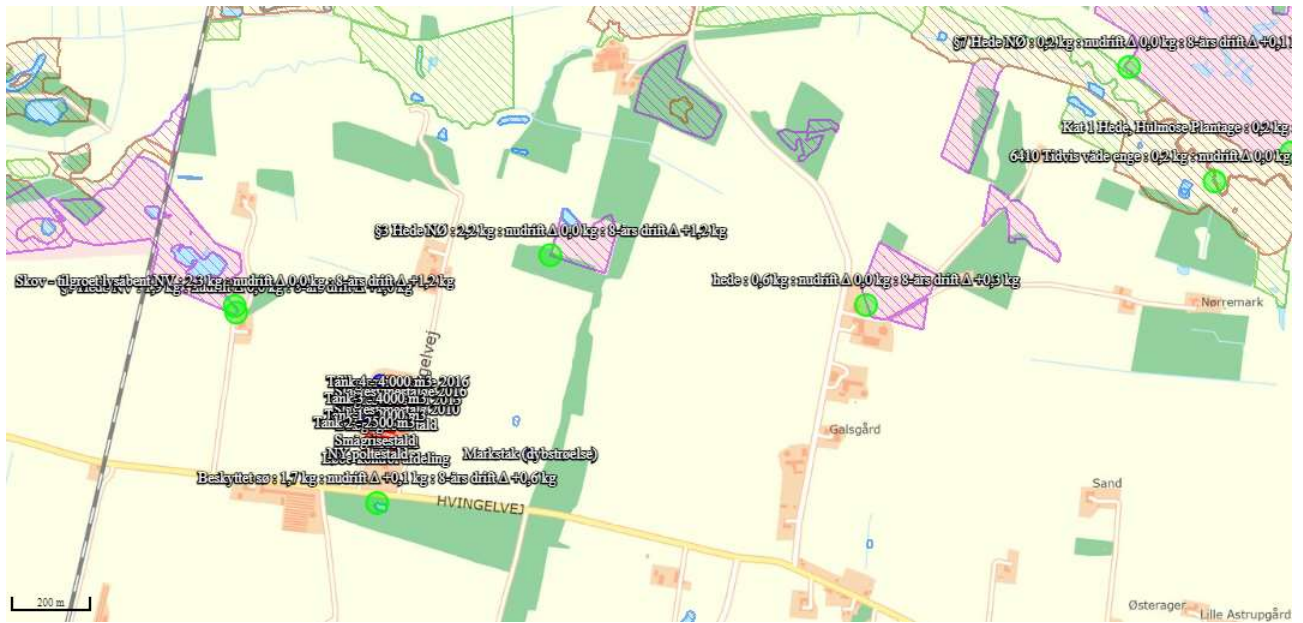 §7 Hede NØ : 0,2 kg : nudrift Δ 0,0 kg : 8-års drift Δ +0,1
Kat 1 Hede, Hulmose Plantage : 0,2 kg :
6410 Tidvis våde enge : 0,2 kg : nudrift Δ 0,0 kg
§3 Hede NØ : 2,2 kg : nudrift Δ 0,0 kg : 8-års drift Δ +1,2 kg
Skov - tilgroet lysåbent NV : 2,3 kg : nudrift Δ 0,0 kg : 8-års drift Δ +1,2 kg
hede : 0,6 kg : nudrift Δ 0,0 kg : 8-års drift Δ +0,3 kg
Nørremark
gelvej
Tank 4 - 4.000 m3 - 2016
Tank 2 - 2500 m3
Smågrisestald
NY poltestald
Markstak (dybstrøelse)
Galsgård
Beskyttet sø : 1,7 kg : nudrift Δ +0,1 kg : 8-års drift Δ +0,6 kg
HVINGELVEJ
Sand
200 m
Østerager
Lille Astrupgård